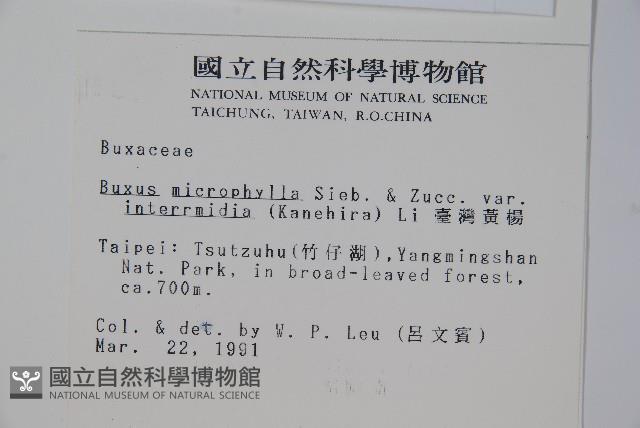 國立自然科學博物館
NATIONAL MUSEUM OF NATURAL SCIENCE
TAICHUNG, TAIWAN, R.O.CHINA
Buxaceae
Buxus microphylla Sieb. & Zucc. var.
interrmidia (Kanehira) Li 臺灣黃楊
Taipei: Tsutzuhu(竹仔湖),Yangmingshan
Nat. Park, in broad-leaved forest,
ca.700m.
Col. & det. by W. P. Leu (呂文賓)
Mar. 22, 1991
國立自然科學博物館
NATIONAL MUSEUM OF NATURAL SCIENCE